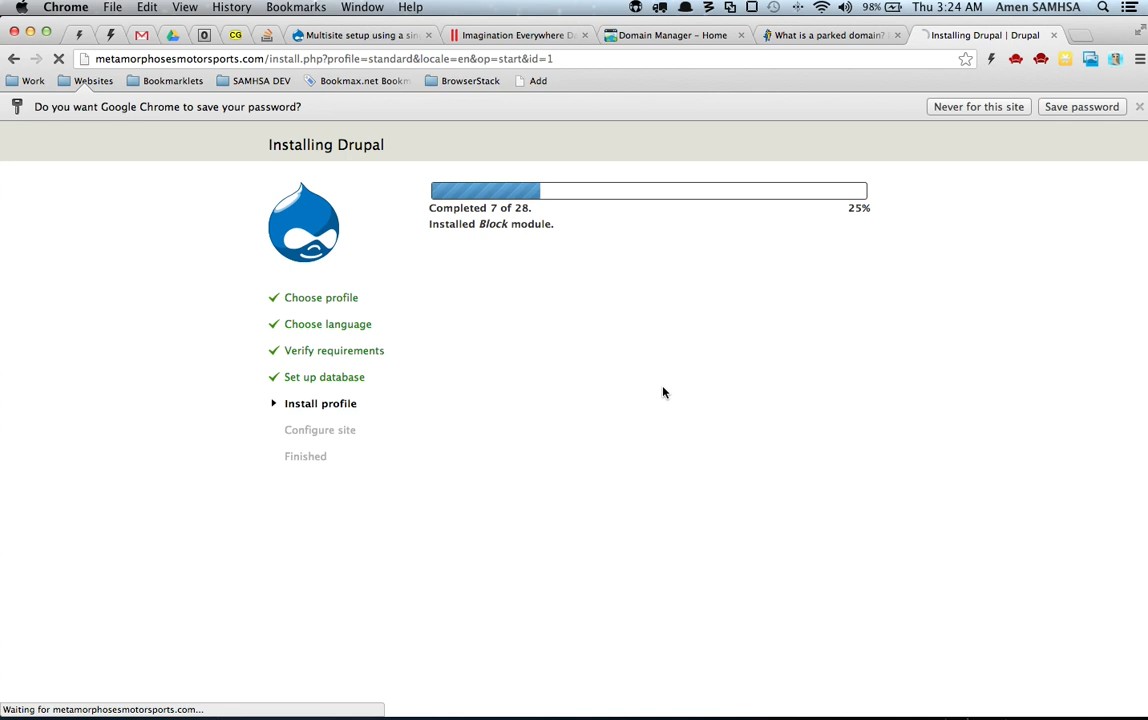 Chrome File Edit View History Bookmarks Window Help 98% Thu 3:24 AM Amen SAMHSA
CG Multisite setup using a sin Imagination Everywhere D Domain Manager – Home What is a parked domain? Installing Drupal | Drupal
metamorphosesmotorsports.com/install.php?profile=standard&locale=en&op=start&id=1
Work Websites Bookmarklets SAMHSA DEV Bookmax.net Bookm BrowserStack Add
Do you want Google Chrome to save your password? Never for this site Save password
Installing Drupal
Completed 7 of 28. 25%
Installed Block module.
Choose profile
Choose language
Verify requirements
Set up database
Install profile
Configure site
Finished
Waiting for metamorphosesmotorsports.com...